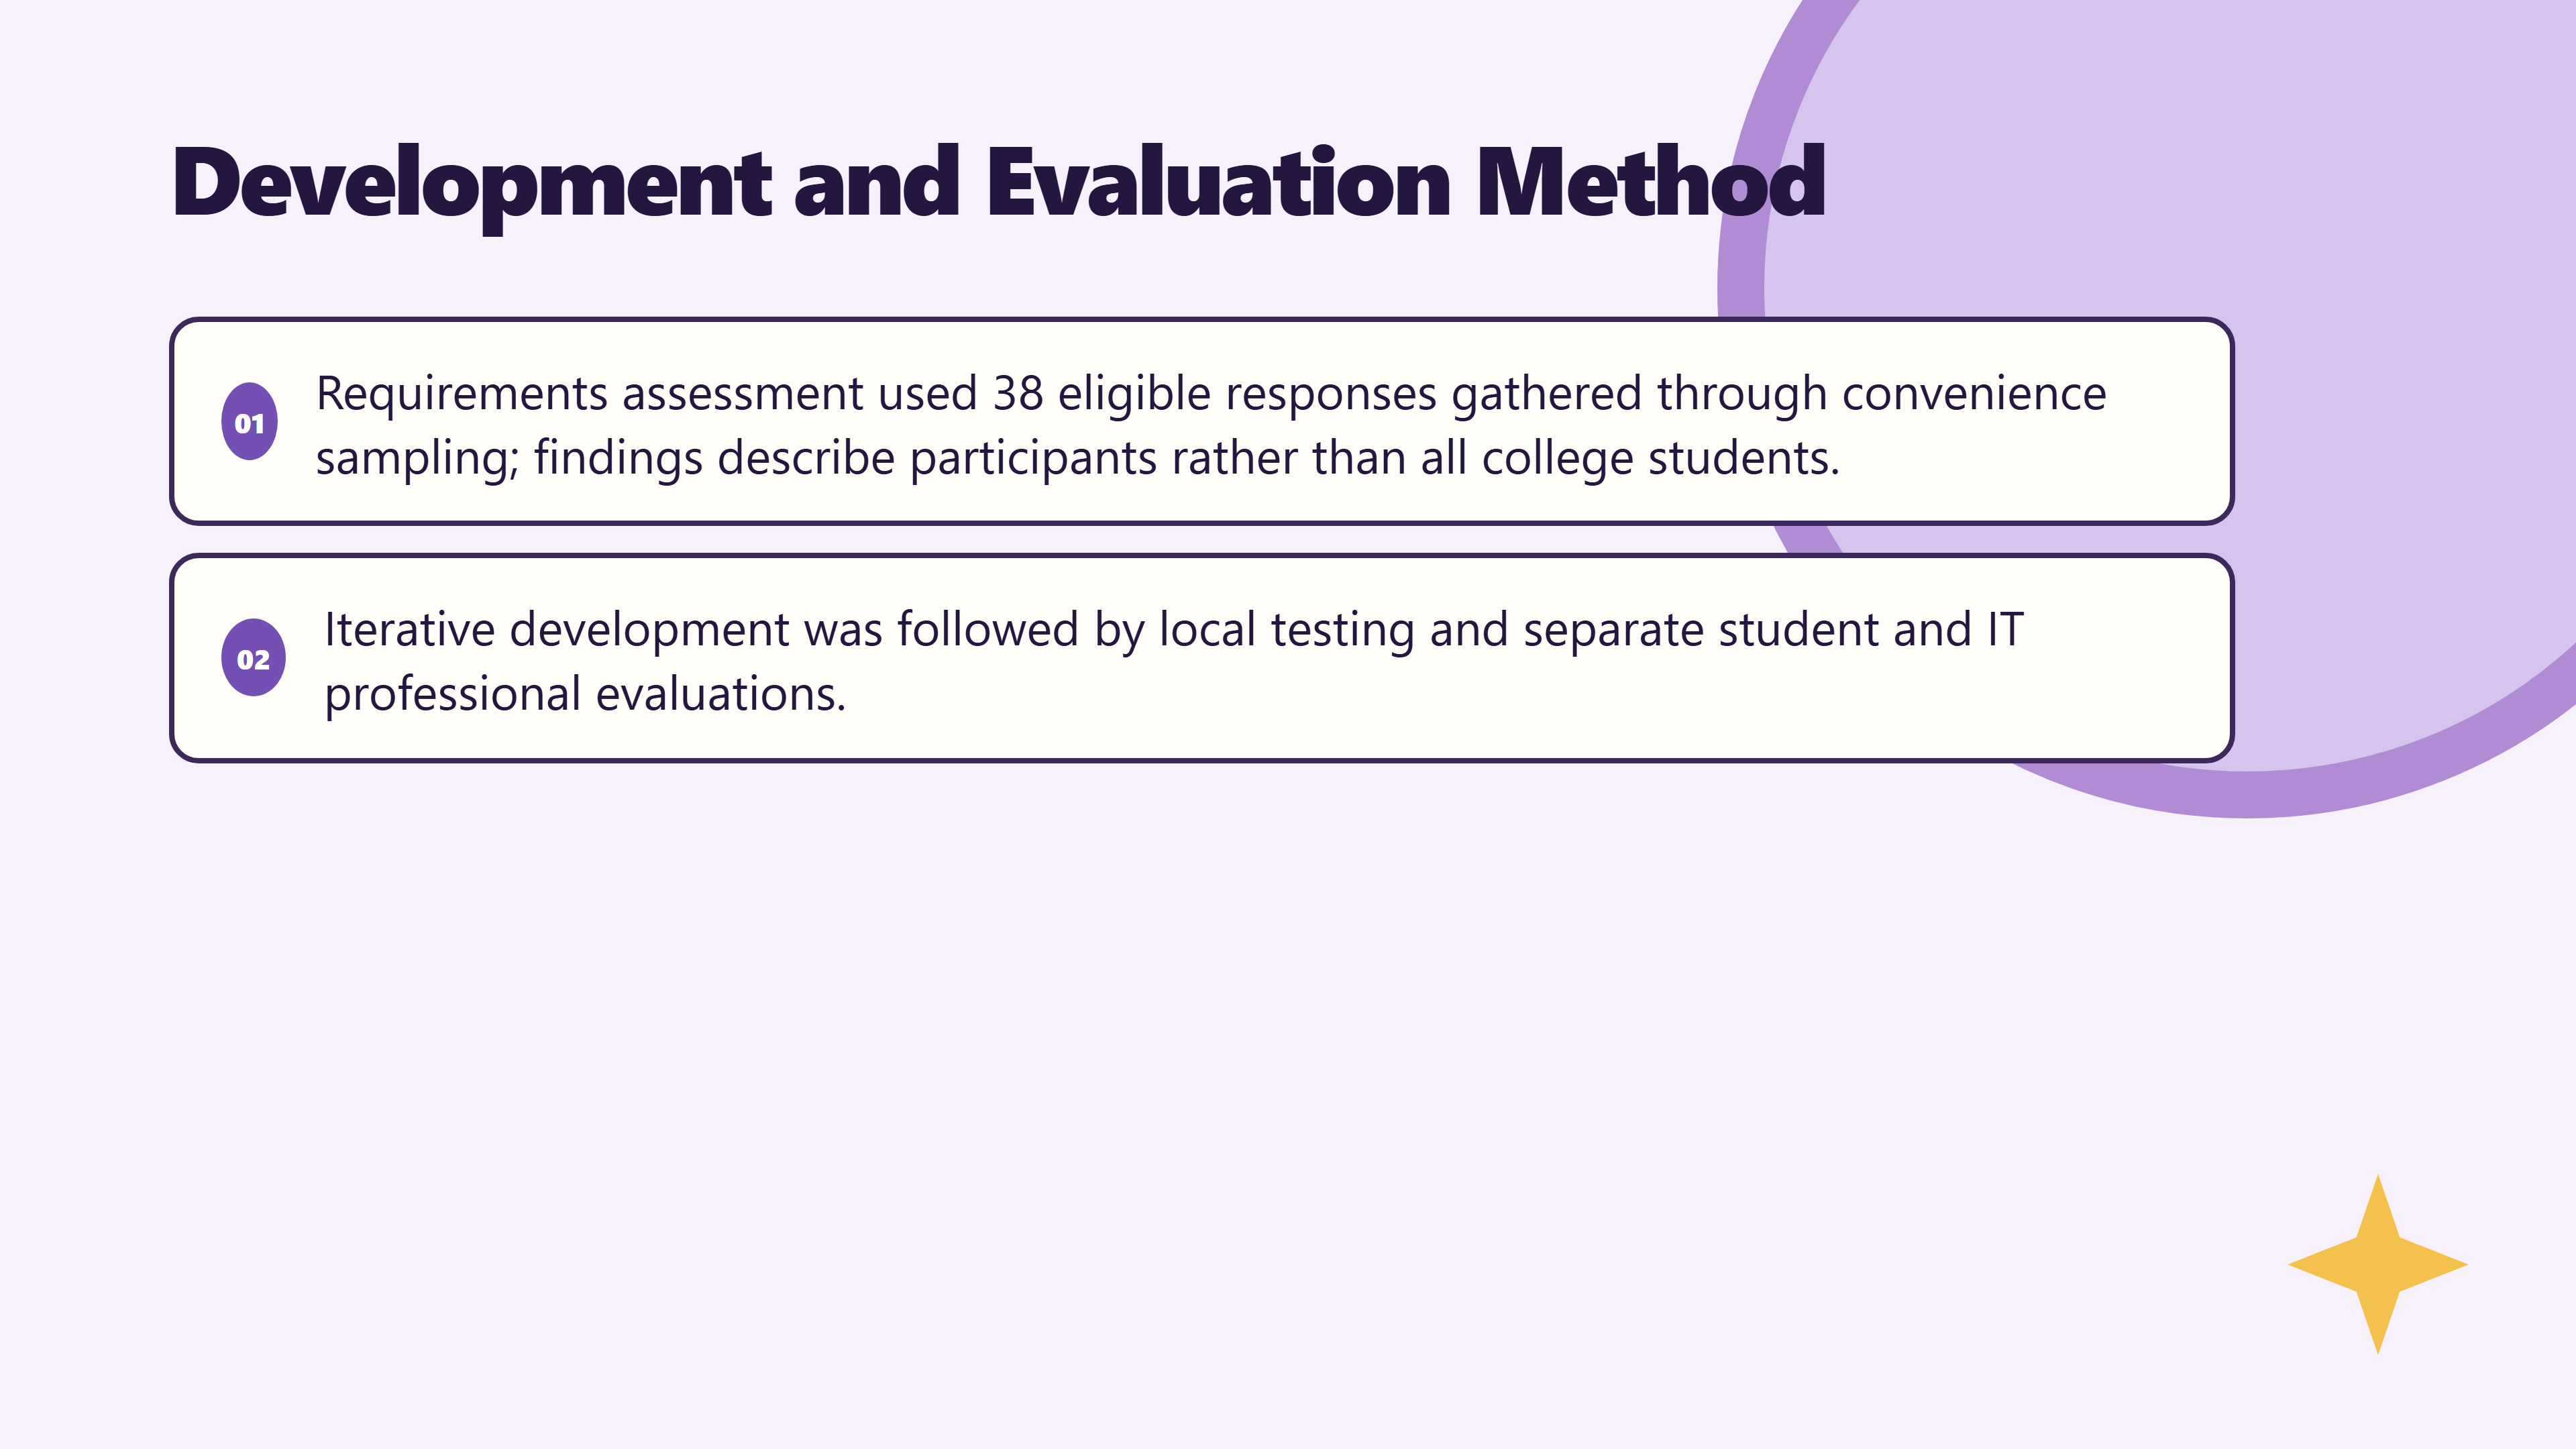 Development and Evaluation Method
01
Requirements assessment used 38 eligible responses gathered through convenience
sampling; findings describe participants rather than all college students.
02
Iterative development was followed by local testing and separate student and IT
professional evaluations.